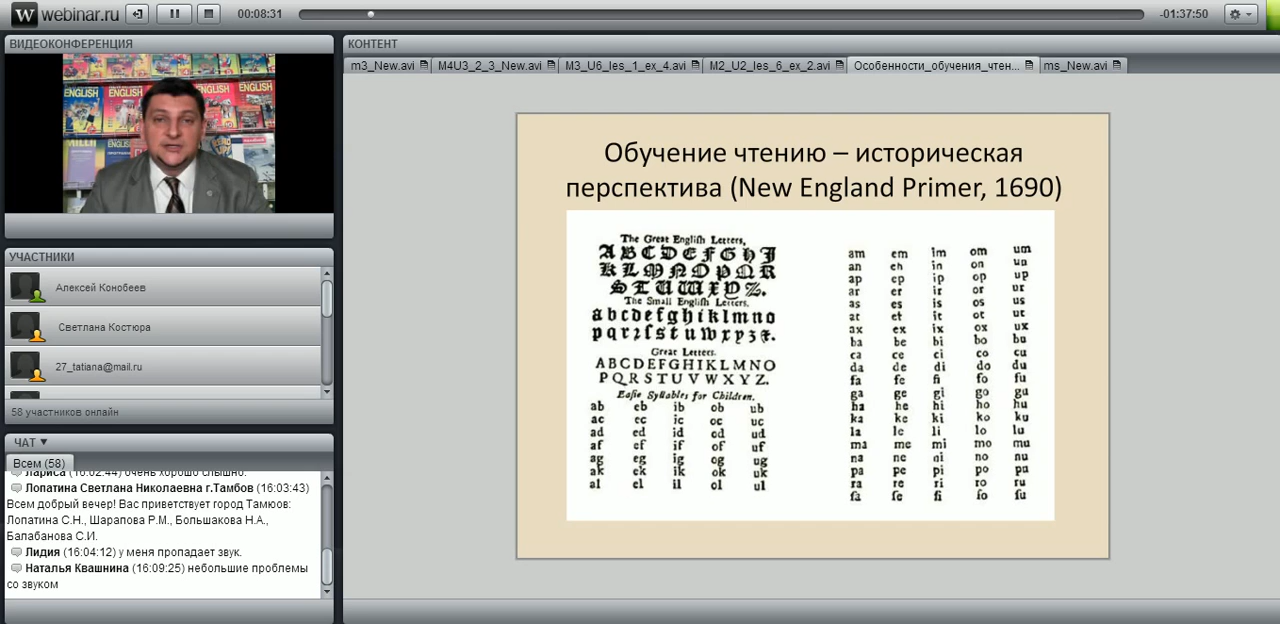 webinar.ru
00:08:31
-01:37:50
ВИДЕОКОНФЕРЕНЦИЯ
ENGLISH
УЧАСТНИКИ
Алексей Конобеев
Светлана Костюра
27_tatiana@mail.ru
58 участников онлайн
ЧАТ
Всем (58)
Лариса (16:02:44) очень хорошо слышно.
Лопатина Светлана Николаевна г.Тамбов (16:03:43)
Всем добрый вечер! Вас приветствует город Тамюов:
Лопатина С.Н., Шарапова Р.М., Большакова Н.А.,
Балабанова С.И.
Лидия (16:04:12) у меня пропадает звук.
Наталья Квашнина (16:09:25) небольшие проблемы
со звуком
КОНТЕНТ
m3_New.avi
M4U3_2_3_New.avi
M3_U6_les_1_ex_4.avi
M2_U2_les_6_ex_2.avi
Особенности_обучения_чтен...
ms_New.avi
Обучение чтению – историческая
перспектива (New England Primer, 1690)
The Great Engliſh Letters,
A B C D E F G H J
K L M N O P Q R
S T U W X Y Z.
The Small Engliſh Letters.
a b c d e f g h i k l m n o
p q r ꝛ ſ s t u w x y z
Great Letters.
A B C D E F G H I K L M N O
P Q R S T U V W X Y Z.
Eaſie Syllables for Children.
ab eb ib ob ub
ac ec ic oc uc
ad ed id od ud
af ef if of uf
ag eg ig og ug
ak ek ik ok uk
al el il ol ul
am em im om um
an en in on un
ap ep ip op up
ar er ir or ur
as es is os us
at et it ot ut
ax ex ix ox ux
ba be bi bo bu
ca ce ci co cu
da de di do du
fa fe fi fo fu
ga ge gi go gu
ha he hi ho hu
ka ke ki ko ku
la le li lo lu
ma me mi mo mu
na ne ni no nu
pa pe pi po pu
ra re ri ro ru
ſa ſe ſi ſo ſu